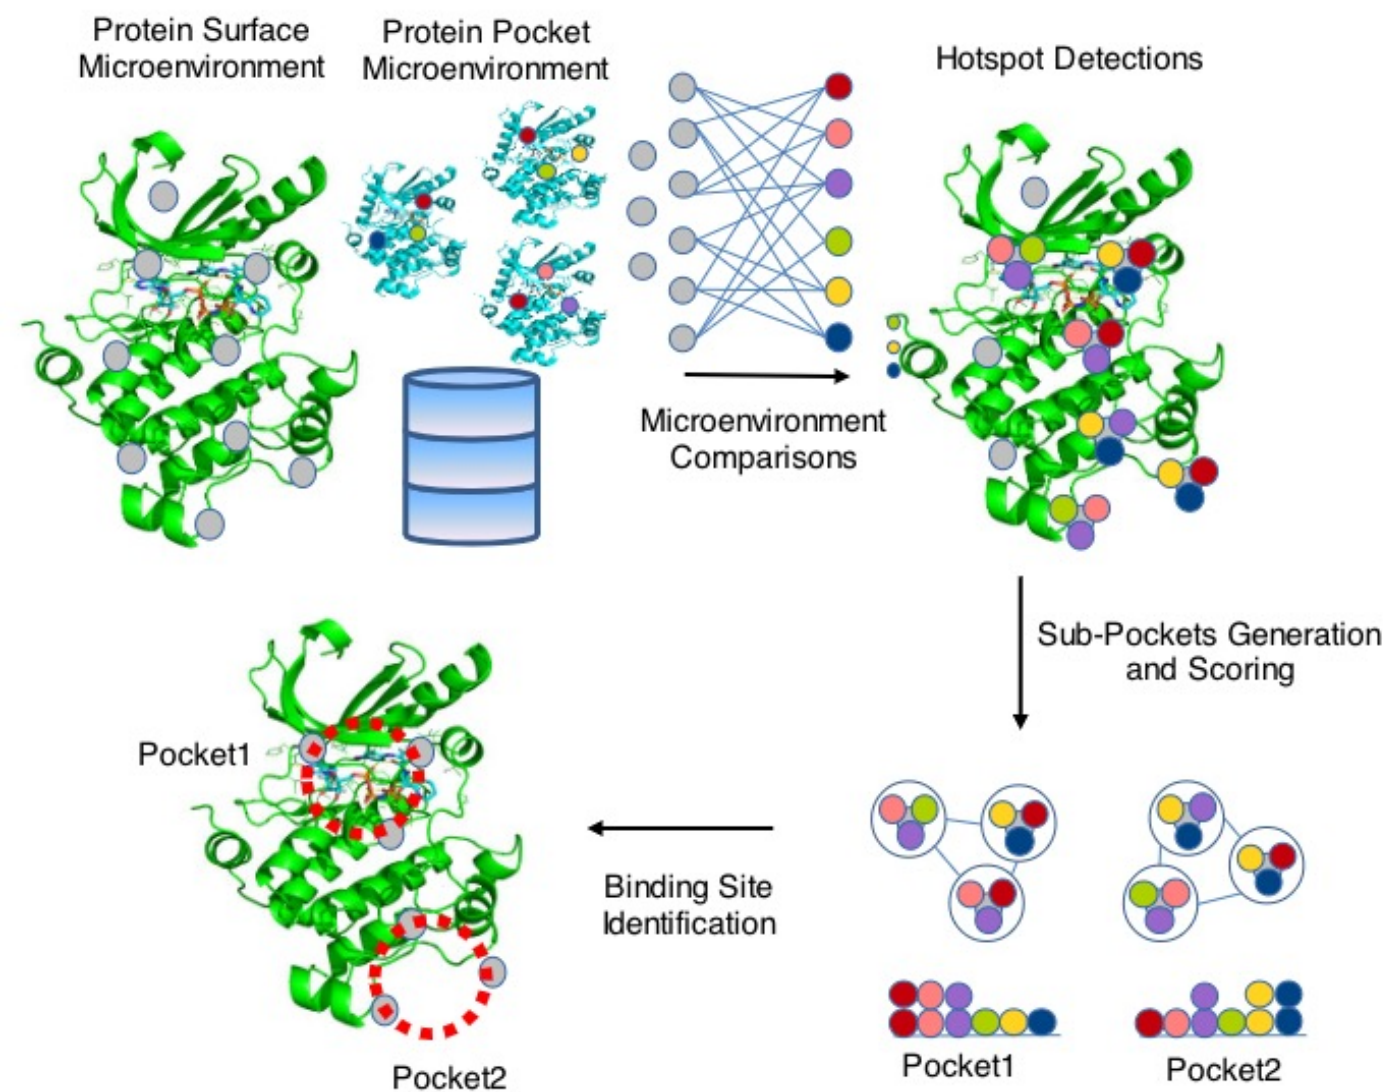 Protein Surface
Microenvironment
Protein Pocket
Microenvironment
Hotspot Detections
Microenvironment
Comparisons
Sub-Pockets Generation
and Scoring
Pocket1
Binding Site
Identification
Pocket2
Pocket1
Pocket2